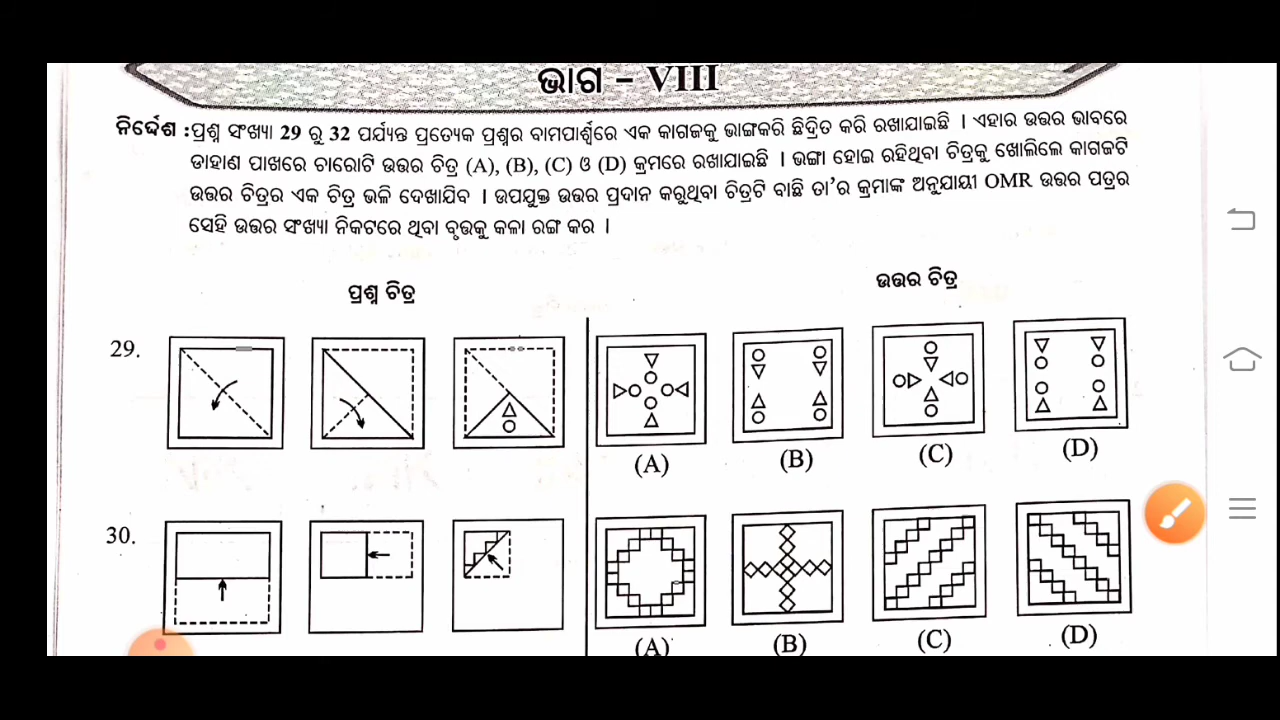 ଭାଗ – VIII
ନିର୍ଦ୍ଦେଶ :ପ୍ରଶ୍ନ ସଂଖ୍ୟା 29 ରୁ 32 ପର୍ଯ୍ୟନ୍ତ ପ୍ରତ୍ୟେକ ପ୍ରଶ୍ନର ବାମପାର୍ଶ୍ୱରେ ଏକ କାଗଜକୁ ଭାଙ୍ଗକରି ଛିଦ୍ରିତ କରି ରଖାଯାଇଛି । ଏହାର ଉତ୍ତର ଭାବରେ
ଡାହାଣ ପାଖରେ ଚାରୋଟି ଉତ୍ତର ଚିତ୍ର (A), (B), (C) ଓ (D) କ୍ରମରେ ରଖାଯାଇଛି । ଭଙ୍ଗା ହୋଇ ରହିଥିବା ଚିତ୍ରକୁ ଖୋଲିଲେ କାଗଜଟି
ଉତ୍ତର ଚିତ୍ରର ଏକ ଚିତ୍ର ଭଳି ଦେଖାଯିବ । ଉପଯୁକ୍ତ ଉତ୍ତର ପ୍ରଦାନ କରୁଥିବା ଚିତ୍ରଟି ବାଛି ତା'ର କ୍ରମାଙ୍କ ଅନୁଯାୟୀ OMR ଉତ୍ତର ପତ୍ରର
ସେହି ଉତ୍ତର ସଂଖ୍ୟା ନିକଟରେ ଥିବା ବୃତ୍ତକୁ କଳା ରଙ୍ଗ କର ।
ପ୍ରଶ୍ନ ଚିତ୍ର
ଉତ୍ତର ଚିତ୍ର
29.
(A) (B) (C) (D)
30.
(A) (B) (C) (D)